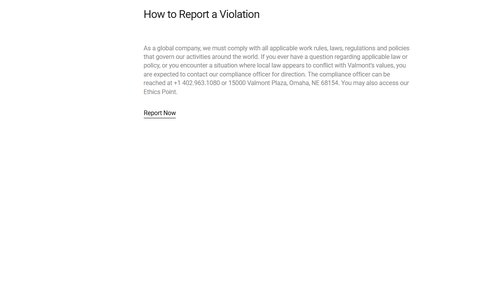 How to Report a Violation
As a global company, we must comply with all applicable work rules, laws, regulations and policies
that govern our activities around the world. If you ever have a question regarding applicable law or
policy, or you encounter a situation where local law appears to conflict with Valmont's values, you
are expected to contact our compliance officer for direction. The compliance officer can be
reached at +1 402.963.1080 or 15000 Valmont Plaza, Omaha, NE 68154. You may also access our
Ethics Point.
Report Now